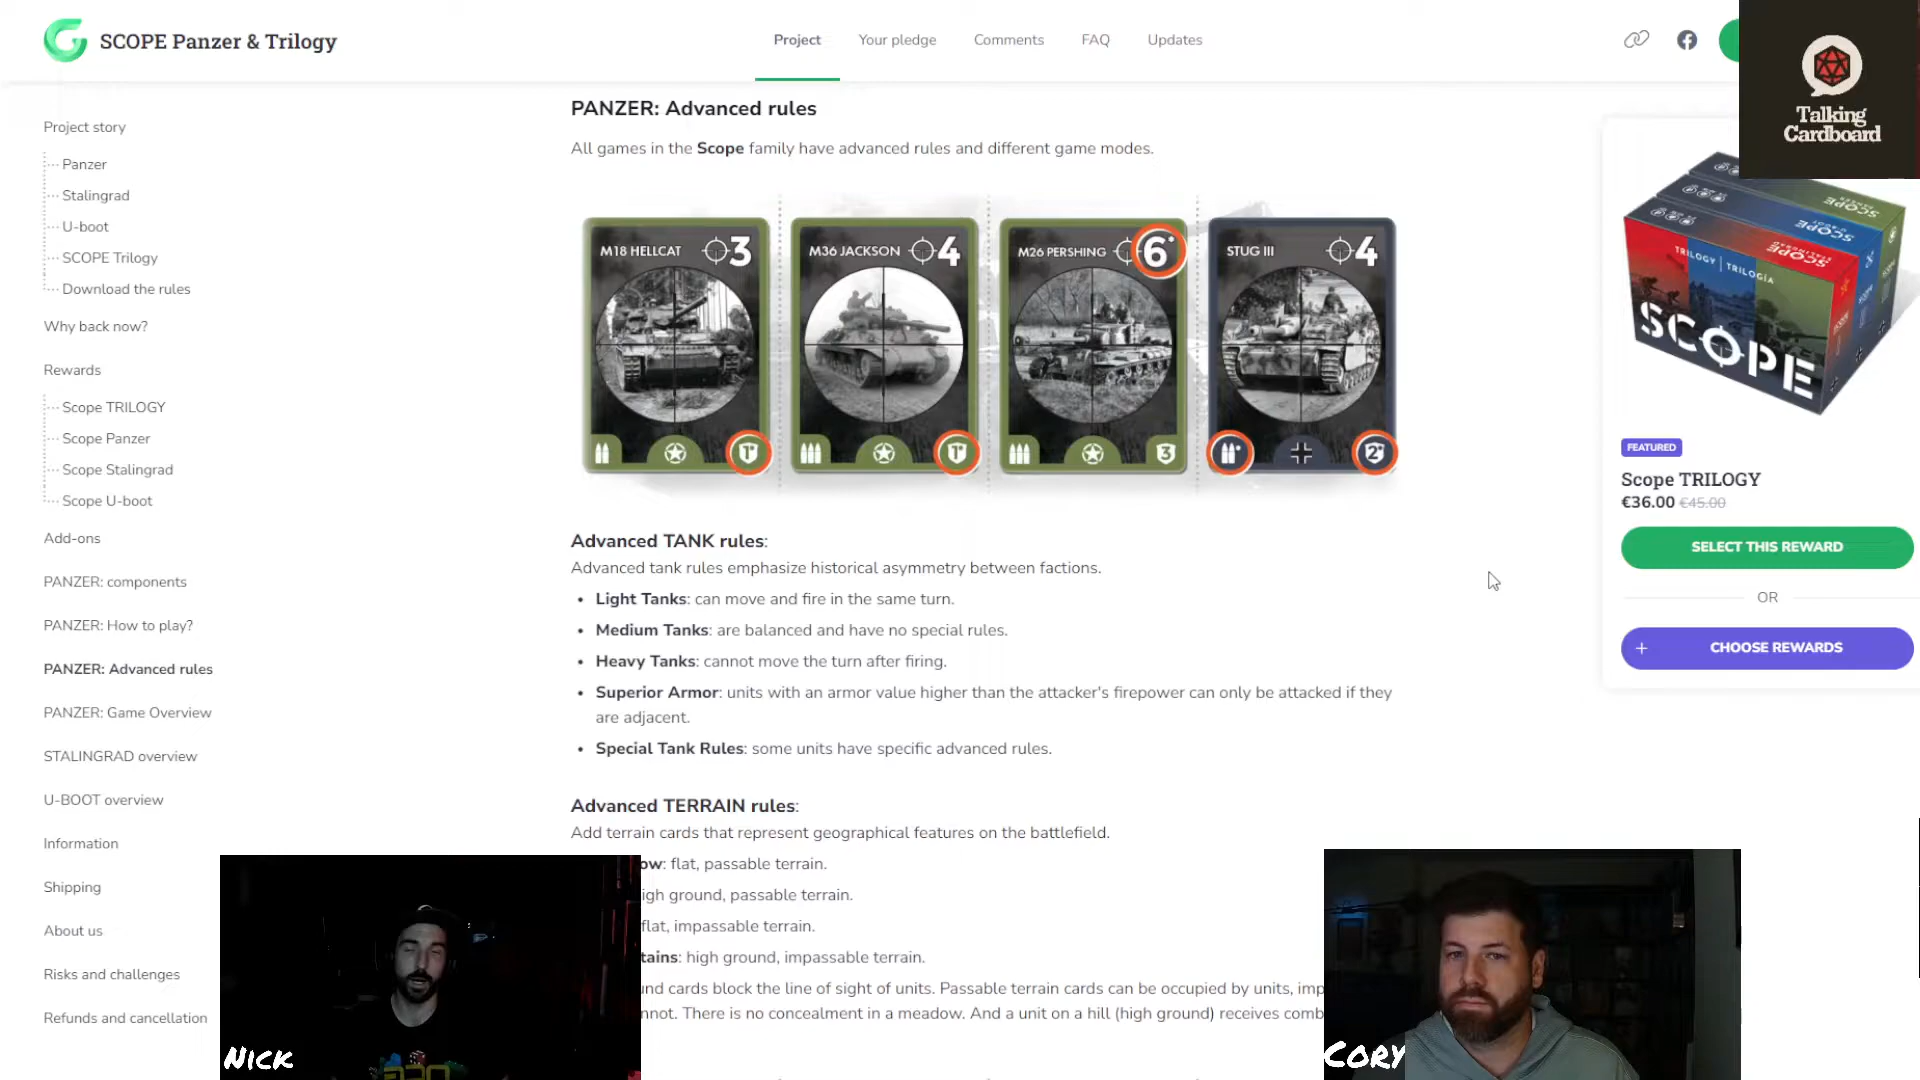 SCOPE Panzer & Trilogy
Project
Your pledge
Comments
FAQ
Updates
Talking
Cardboard
Project story
Panzer
Stalingrad
U-boot
SCOPE Trilogy
Download the rules
Why back now?
Rewards
Scope TRILOGY
Scope Panzer
Scope Stalingrad
Scope U-boot
Add-ons
PANZER: components
PANZER: How to play?
PANZER: Advanced rules
PANZER: Game Overview
STALINGRAD overview
U-BOOT overview
Information
Shipping
About us
Risks and challenges
Refunds and cancellation
PANZER: Advanced rules
All games in the Scope family have advanced rules and different game modes.
M18 HELLCAT 3
1*
M36 JACKSON 4
1*
M26 PERSHING 6*
3
STUG III 4
2*
Advanced TANK rules:
Advanced tank rules emphasize historical asymmetry between factions.
• Light Tanks: can move and fire in the same turn.
• Medium Tanks: are balanced and have no special rules.
• Heavy Tanks: cannot move the turn after firing.
• Superior Armor: units with an armor value higher than the attacker's firepower can only be attacked if they
are adjacent.
• Special Tank Rules: some units have specific advanced rules.
Advanced TERRAIN rules:
Add terrain cards that represent geographical features on the battlefield.
ow: flat, passable terrain.
igh ground, passable terrain.
flat, impassable terrain.
tains: high ground, impassable terrain.
nd cards block the line of sight of units. Passable terrain cards can be occupied by units, imp
nnot. There is no concealment in a meadow. And a unit on a hill (high ground) receives comb
SCOPE
SCOPE
SCOPE
TRILOGY | TRILOGÍA
SCOPE
FEATURED
Scope TRILOGY
€36.00 €45.00
SELECT THIS REWARD
OR
+ CHOOSE REWARDS
NICK
CORY